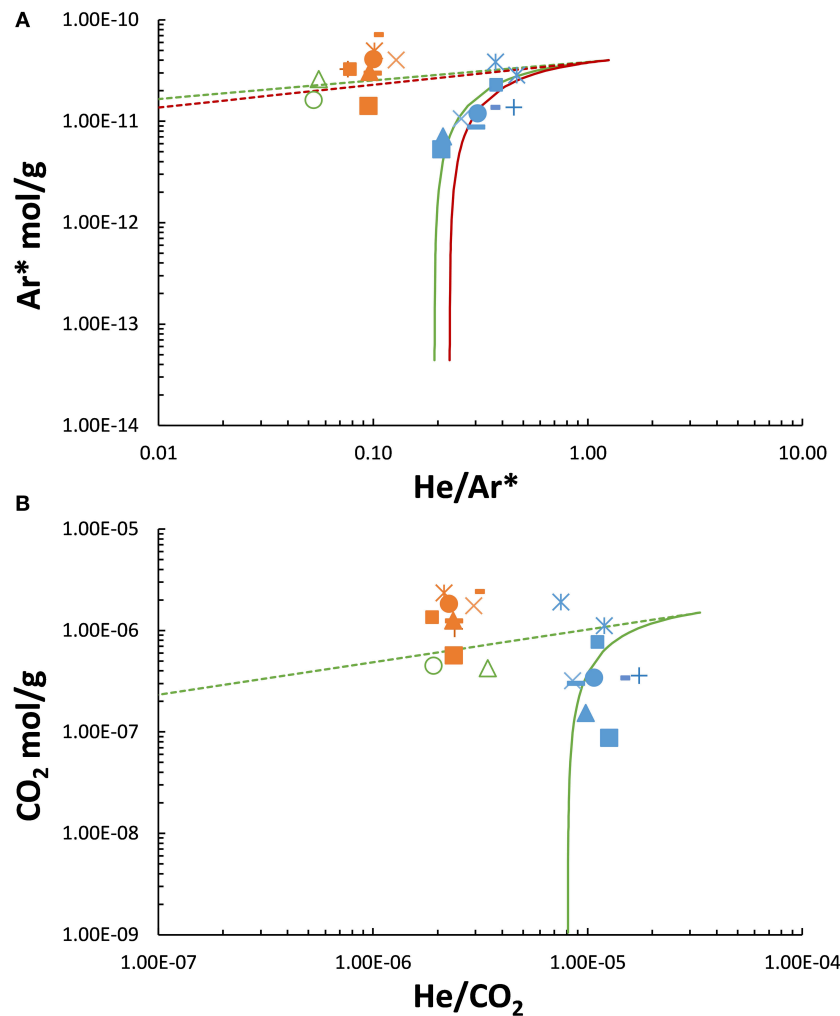 A
1.00E-10
1.00E-11
1.00E-12
1.00E-13
1.00E-14
Ar* mol/g
0.01 0.10 1.00 10.00
He/Ar*
B
1.00E-05
1.00E-06
1.00E-07
1.00E-08
1.00E-09
CO₂ mol/g
1.00E-07 1.00E-06 1.00E-05 1.00E-04
He/CO₂